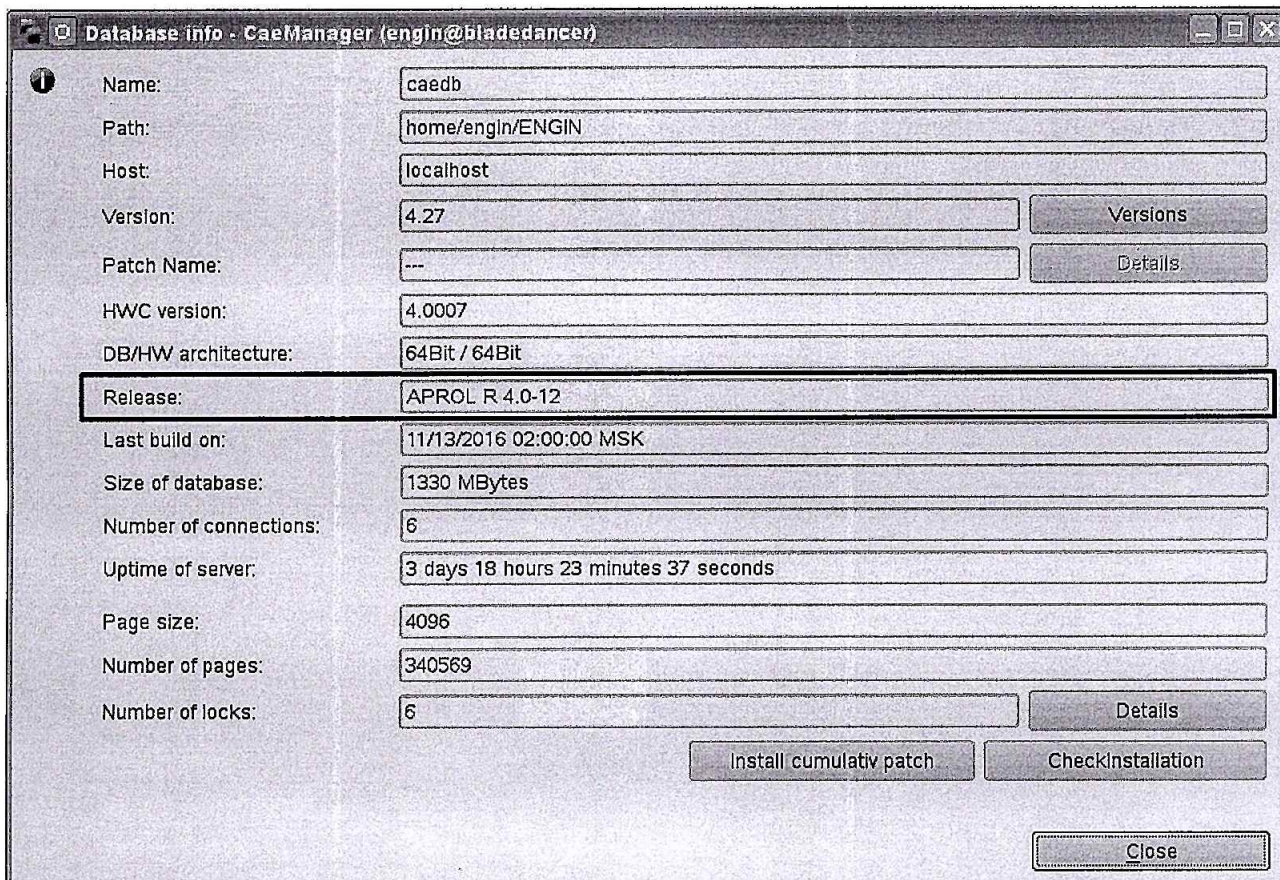 Database info - CaeManager (engin@bladedancer)
Name: caedb
Path: home/engin/ENGIN
Host: localhost
Version: 4.27 Versions
Patch Name: --- Details
HWC version: 4.0007
DB/HW architecture: 64Bit / 64Bit
Release: APROL R 4.0-12
Last build on: 11/13/2016 02:00:00 MSK
Size of database: 1330 MBytes
Number of connections: 6
Uptime of server: 3 days 18 hours 23 minutes 37 seconds
Page size: 4096
Number of pages: 340569
Number of locks: 6 Details
Install cumulativ patch CheckInstallation
Close